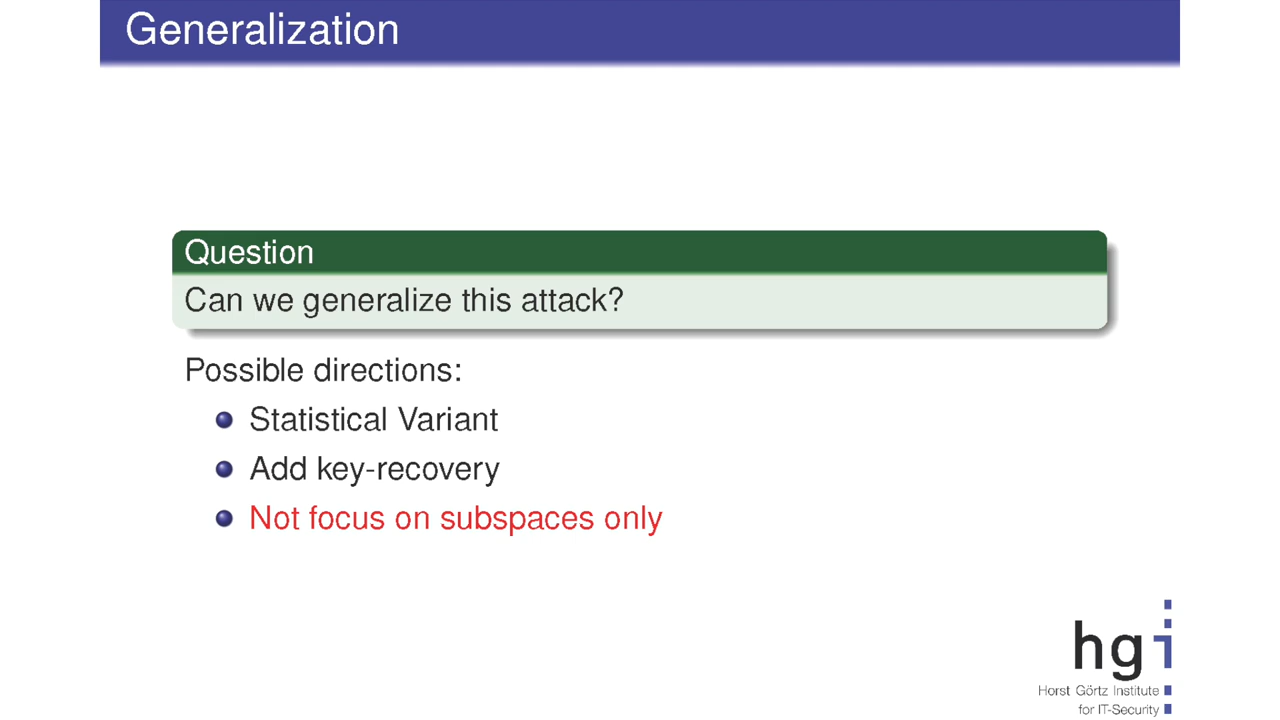 Generalization
Question
Can we generalize this attack?
Possible directions:
Statistical Variant
Add key-recovery
Not focus on subspaces only
hgi
Horst Görtz Institute
for IT-Security